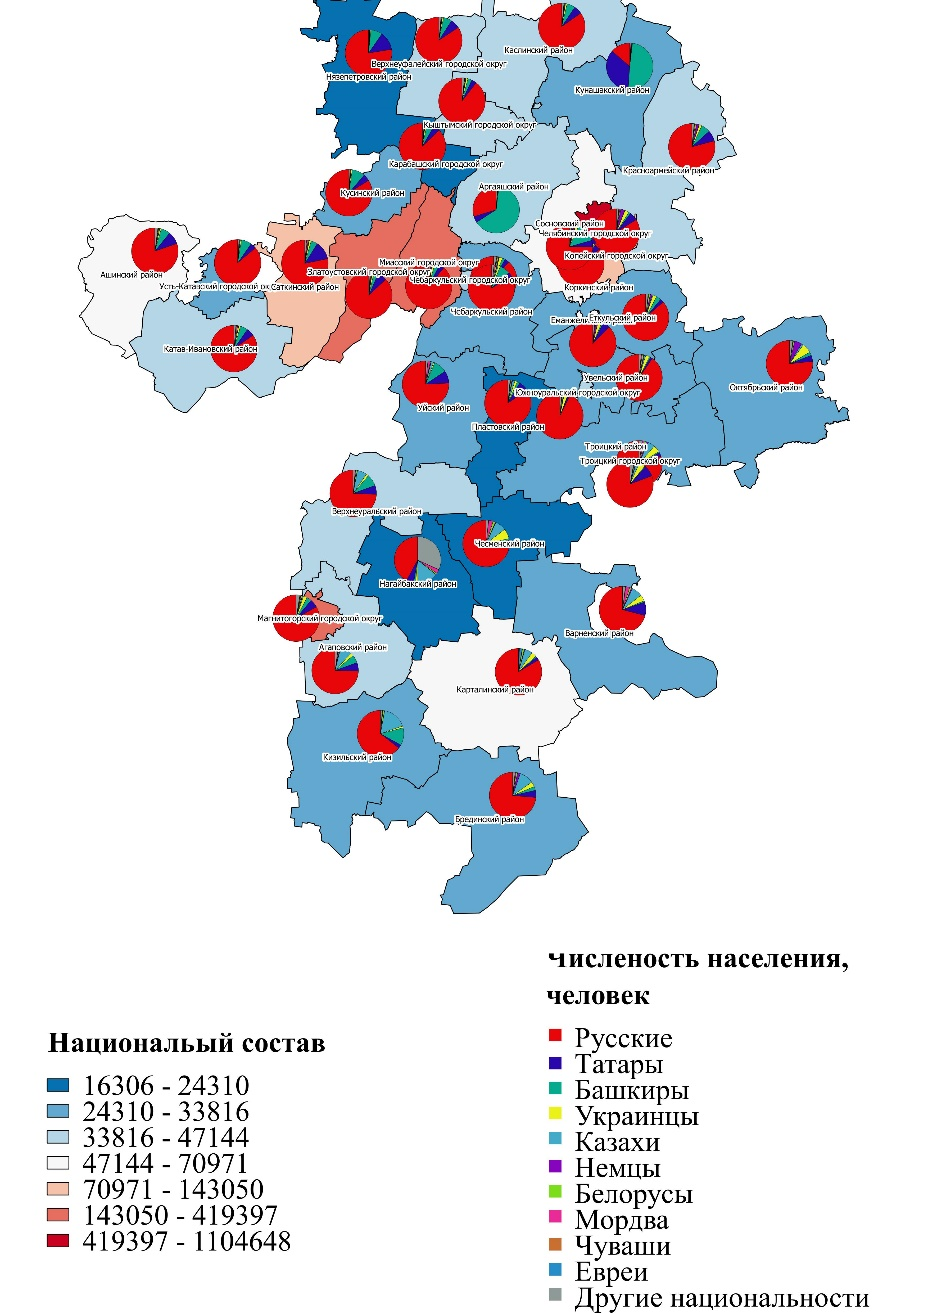 Каслинский район
Верхнеуфалейский городской округ
Нязепетровский район
Кунашакский район
Кыштымский городской округ
Карабашский городской округ
Красноармейский район
Аргаяшский район
Кусинский район
Сосновский район
Челябинский городской округ
Копейский городской округ
Миасский городской округ
Златоустовский городской округ
Ашинский район
Чебаркульский городской округ
Усть-Катавский городской ок
Саткинский район
Коркинский район
Чебаркульский район
Еткульский район
Катав-Ивановский район
Увельский район
Октябрьский район
Южноуральский городской округ
Уйский район
Пластовский район
Троицкий район
Троицкий городской округ
Верхнеуральский район
Чесменский район
Нагайбакский район
Магнитогорский городской округ
Варненский район
Агаповский район
Карталинский район
Кизильский район
Брединский район
Численость населения,
человек
Русские
Татары
Башкиры
Украинцы
Казахи
Немцы
Белорусы
Мордва
Чуваши
Евреи
Другие национальности
Националый состав
16306 - 24310
24310 - 33816
33816 - 47144
47144 - 70971
70971 - 143050
143050 - 419397
419397 - 1104648